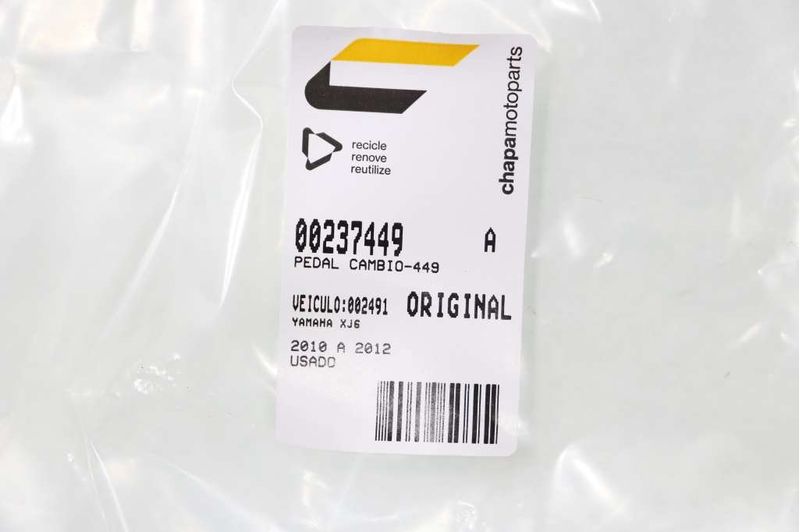 chapamotoparts
recicle
renove
reutilize
00237449 A
PEDAL CAMBIO-449
VEICULO:002491 ORIGINAL
YAMAHA XJ6
2010 A 2012
USADO